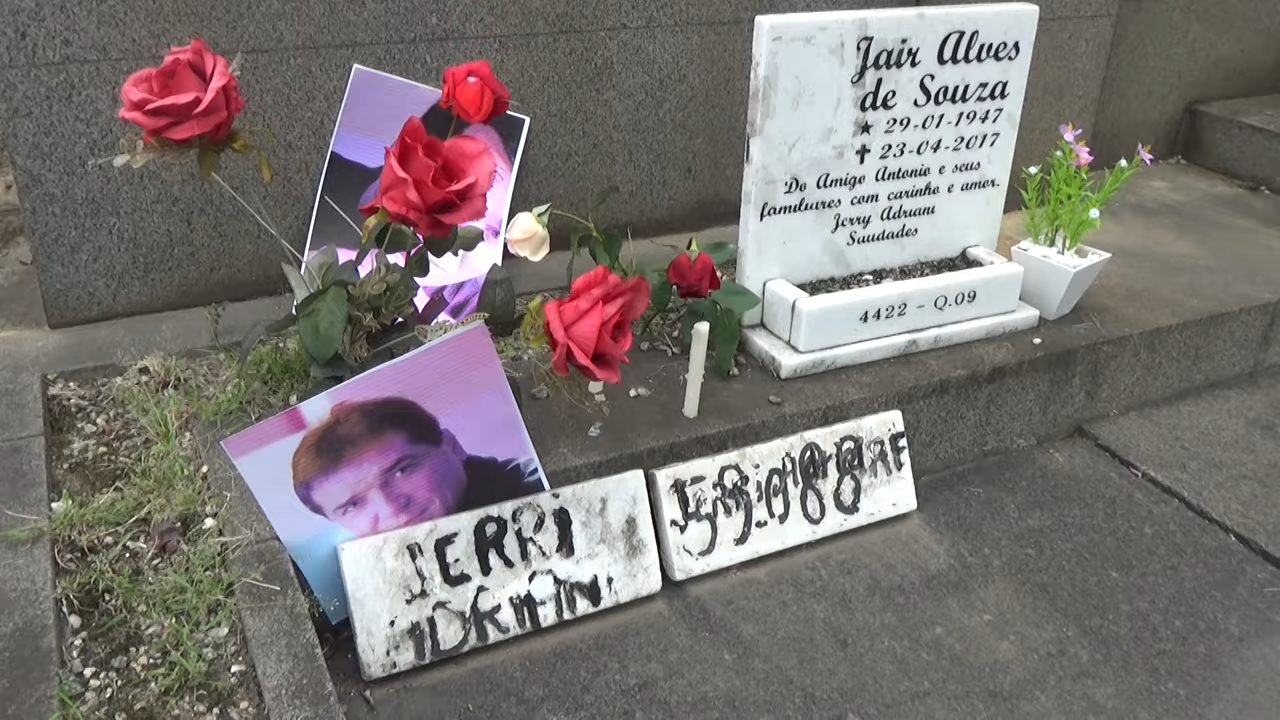 Jair Alves
de Souza
★ 29-01-1947
✝ 23-04-2017
Do Amigo Antonio e seus
familiares com carinho e amor.
Jerry Adriani
Saudades
4422 - Q.09
JERRI
ADRIANI